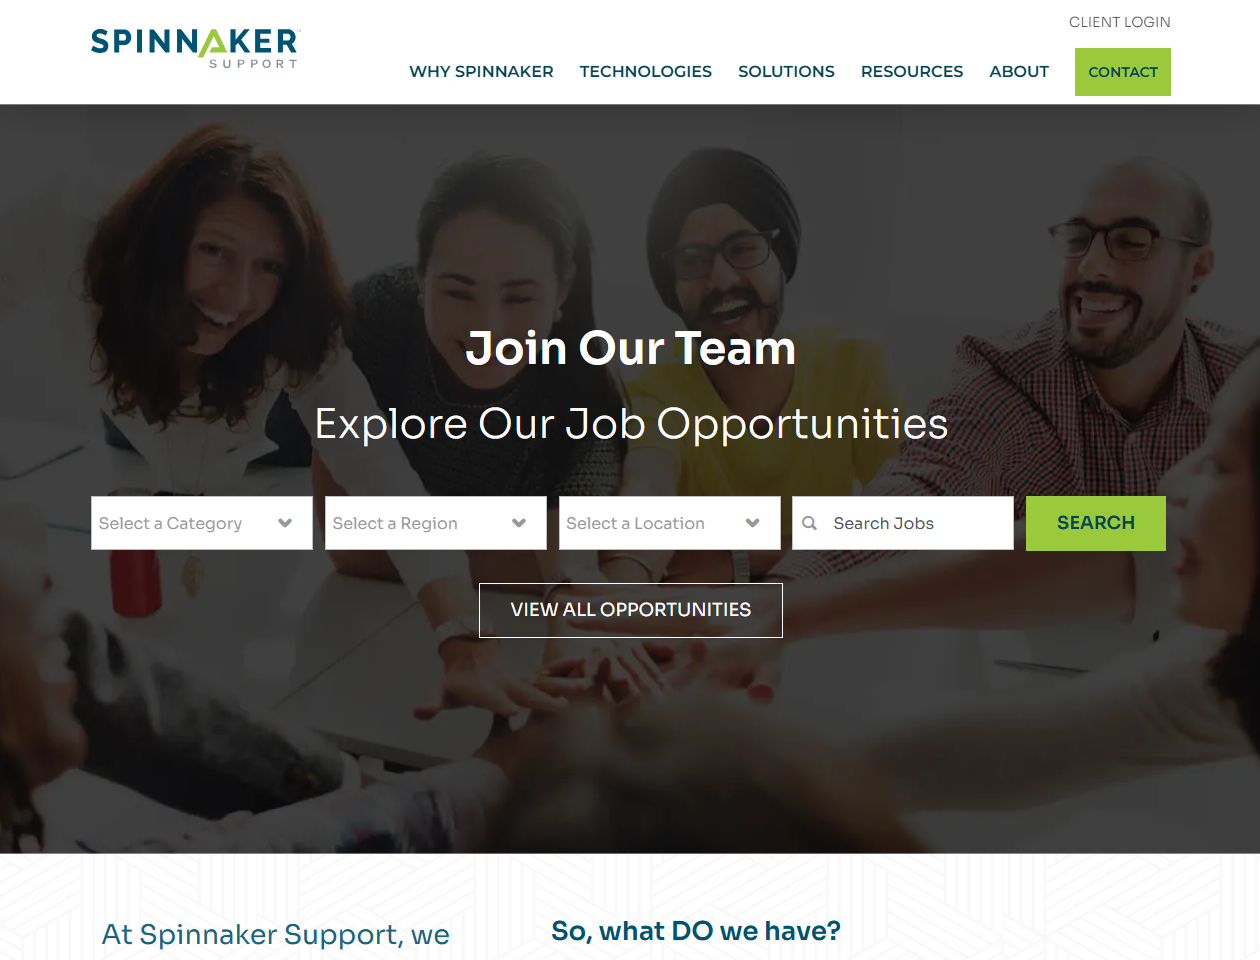 CLIENT LOGIN
SPINNAKER
SUPPORT
WHY SPINNAKER TECHNOLOGIES SOLUTIONS RESOURCES ABOUT CONTACT
Join Our Team
Explore Our Job Opportunities
Select a Category Select a Region Select a Location Search Jobs SEARCH
VIEW ALL OPPORTUNITIES
At Spinnaker Support, we
So, what DO we have?